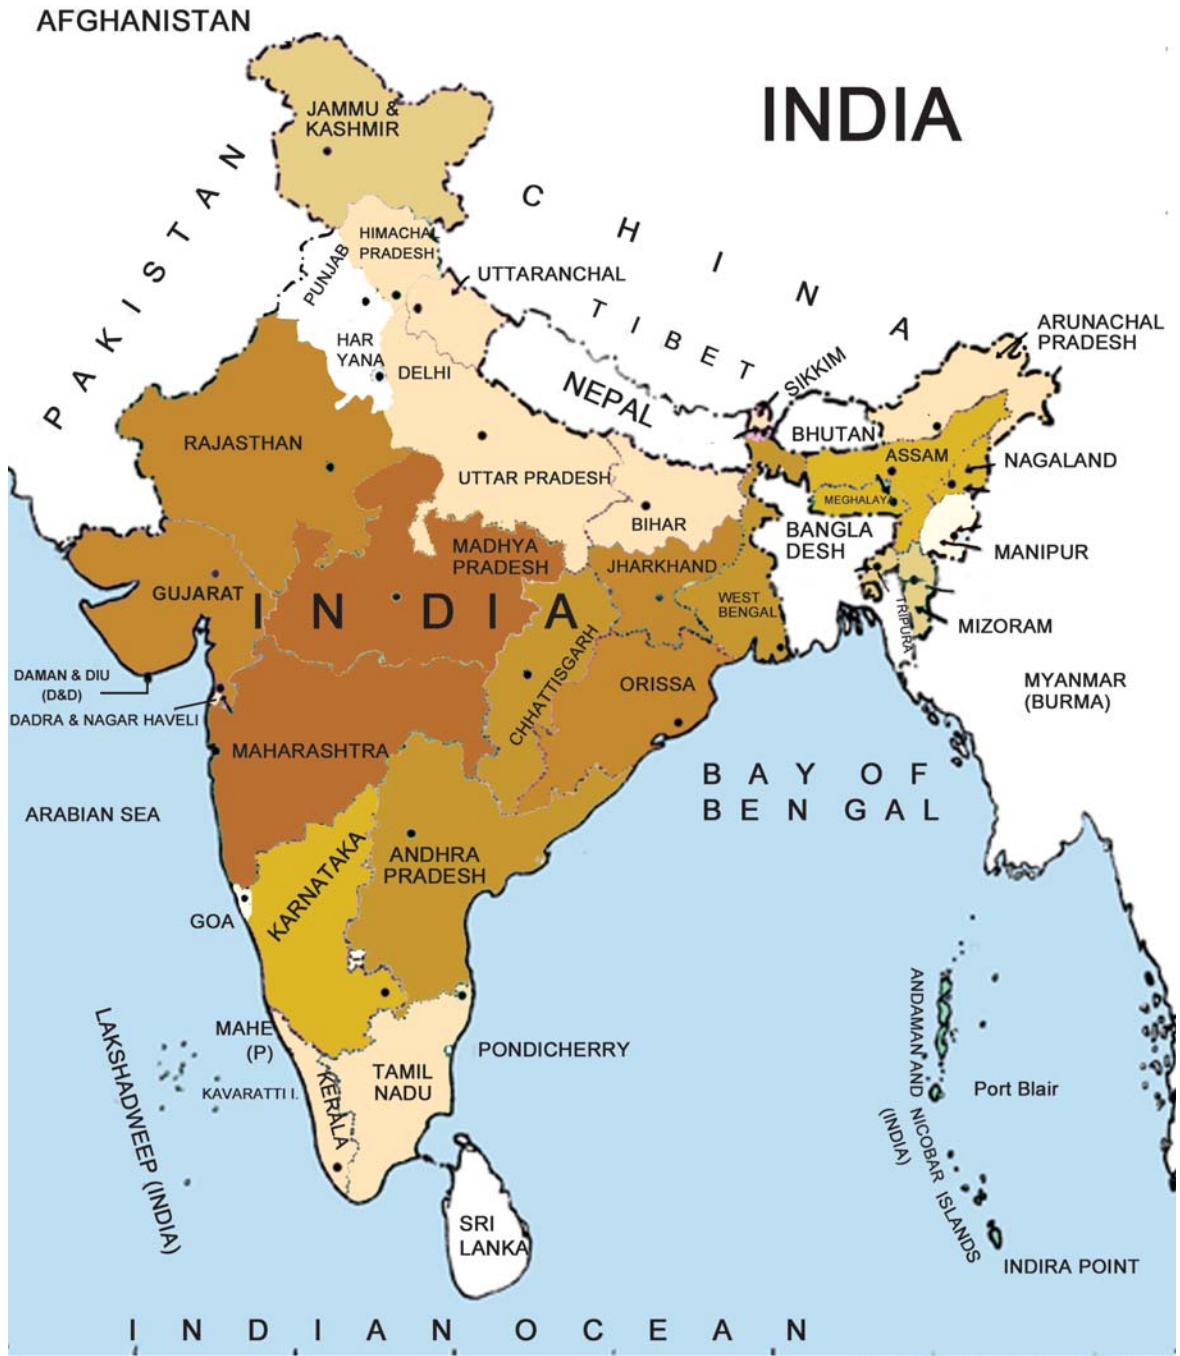 AFGHANISTAN
INDIA
JAMMU &
KASHMIR
PAKISTAN
CHINA
HIMACHAL
PRADESH
PUNJAB
UTTARANCHAL
TIBET
HAR
YANA
DELHI
NEPAL
SIKKIM
ARUNACHAL
PRADESH
BHUTAN
RAJASTHAN
UTTAR PRADESH
ASSAM
NAGALAND
MEGHALAY
BIHAR
BANGLA
DESH
MADHYA
PRADESH
MANIPUR
JHARKHAND
GUJARAT
INDIA
WEST
BENGAL
TRIPURA
MIZORAM
CHHATTISGARH
DAMAN & DIU
(D&D)
DADRA & NAGAR HAVELI
ORISSA
MYANMAR
(BURMA)
MAHARASHTRA
BAY OF
BENGAL
ARABIAN SEA
KARNATAKA
ANDHRA
PRADESH
GOA
LAKSHADWEEP (INDIA)
MAHE
(P)
PONDICHERRY
KAVARATTI I.
KERALA
TAMIL
NADU
ANDAMAN AND NICOBAR ISLANDS
(INDIA)
Port Blair
SRI
LANKA
INDIRA POINT
INDIAN OCEAN